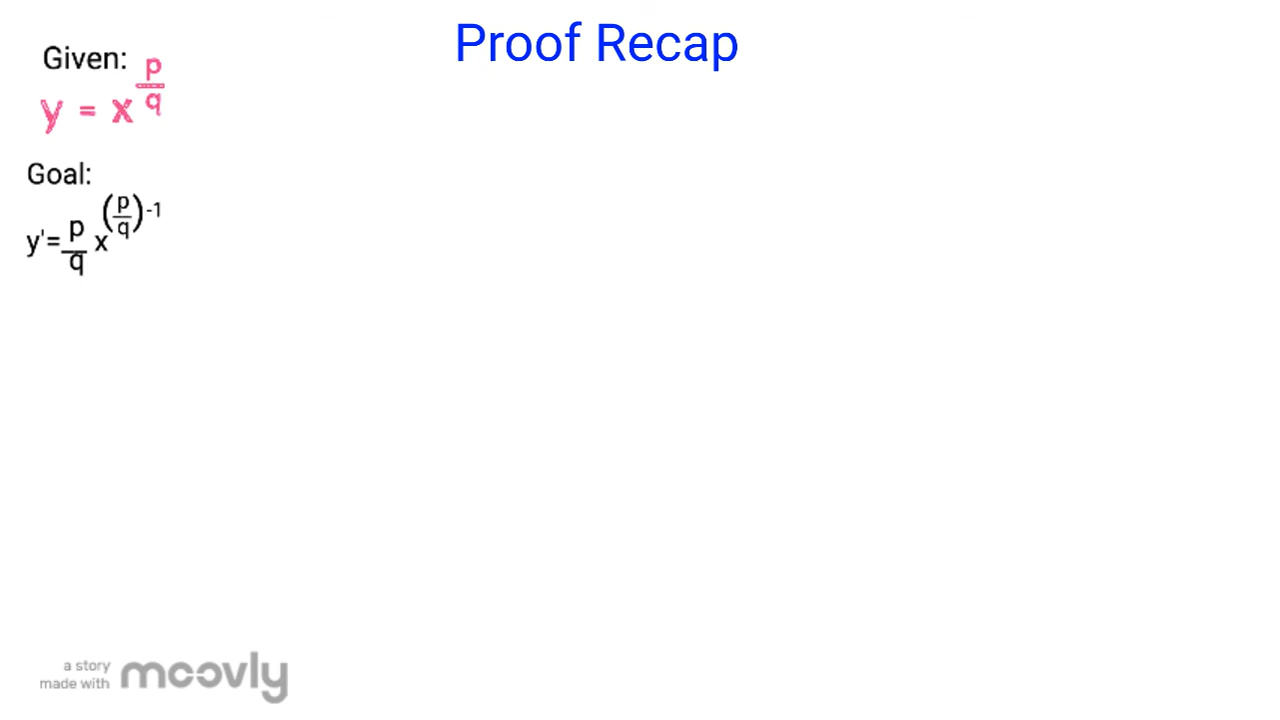 Proof Recap
Given:
y = x^(p/q)
Goal:
y'= p/q x^(p/q)-1
a story
made with moovly